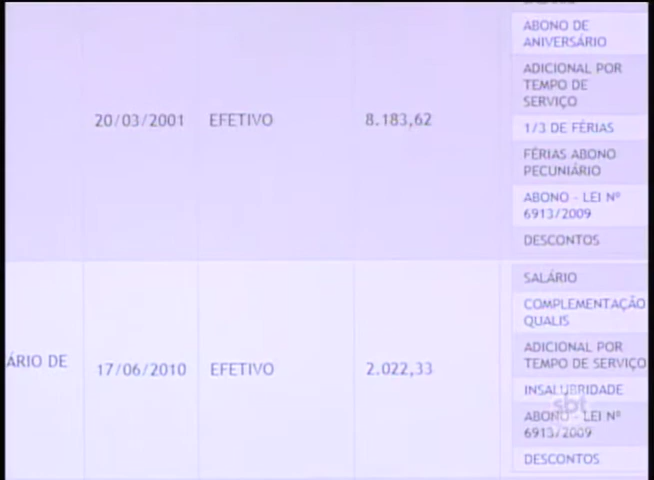 ABONO DE
ANIVERSÁRIO
ADICIONAL POR
TEMPO DE
SERVIÇO
20/03/2001 EFETIVO 8.183,62
1/3 DE FÉRIAS
FÉRIAS ABONO
PECUNIÁRIO
ABONO - LEI Nº
6913/2009
DESCONTOS
SALÁRIO
COMPLEMENTAÇÃO
QUALIS
ADICIONAL POR
TEMPO DE SERVIÇO
ÁRIO DE
17/06/2010 EFETIVO 2.022,33
INSALUBRIDADE
sbt
ABONO - LEI Nº
6913/2009
DESCONTOS